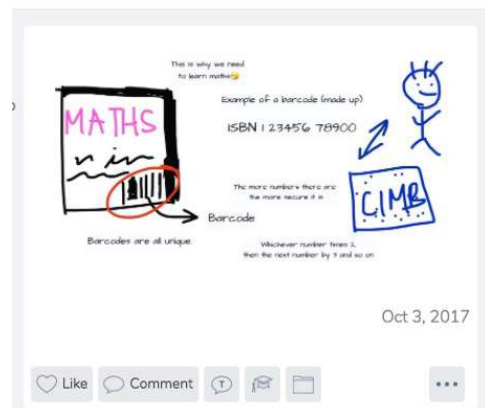 This is why we need
to learn maths😜
Example of a barcode (made up)
MATHS
ISBN 1 23456 78900
The more numbers there are
the more secure it is
CIMB
Barcode
Barcodes are all unique.
Whichever number times 2,
then the next number by 3 and so on
Oct 3, 2017
Like
Comment
T